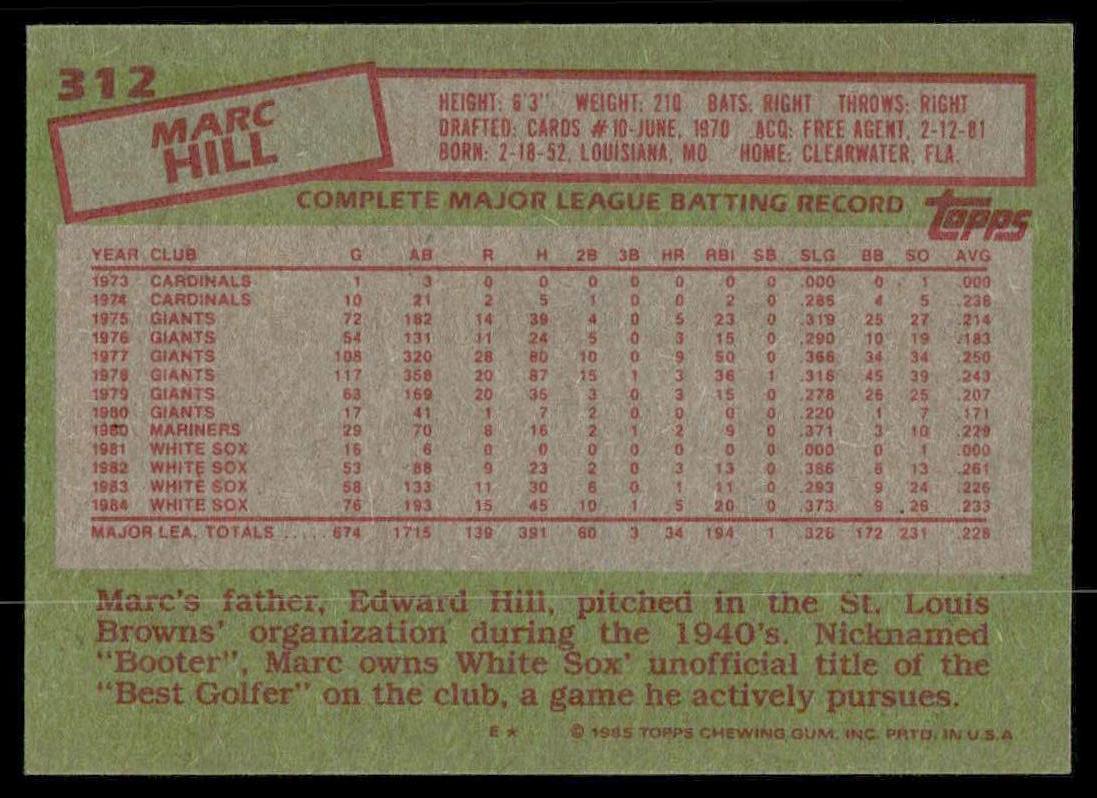 312
MARC
HILL
HEIGHT: 6'3" WEIGHT: 210 BATS: RIGHT THROWS: RIGHT
DRAFTED: CARDS #10-JUNE, 1970 ACQ: FREE AGENT, 2-12-81
BORN: 2-18-52, LOUISIANA, MO HOME: CLEARWATER, FLA.
COMPLETE MAJOR LEAGUE BATTING RECORD
topps
YEAR CLUB G AB R H 2B 3B HR RBI SB SLG BB SO AVG
1973 CARDINALS 1 3 0 0 0 0 0 0 0 .000 0 1 .000
1974 CARDINALS 10 21 2 5 1 0 0 2 0 .286 4 5 .238
1975 GIANTS 72 182 14 39 4 0 5 23 0 .319 25 27 .214
1976 GIANTS 54 131 11 24 5 0 3 15 0 .290 10 19 .183
1977 GIANTS 108 320 28 80 10 0 9 50 0 .366 34 34 .250
1978 GIANTS 117 358 20 87 15 1 3 36 1 .316 45 39 .243
1979 GIANTS 63 169 20 35 3 0 3 15 0 .278 26 25 .207
1980 GIANTS 17 41 1 7 2 0 0 0 0 .220 1 7 .171
1980 MARINERS 29 70 8 16 2 1 2 9 0 .371 3 10 .229
1981 WHITE SOX 16 6 0 0 0 0 0 0 0 .000 0 1 .000
1982 WHITE SOX 53 88 9 23 2 0 3 13 0 .386 6 13 .261
1983 WHITE SOX 58 133 11 30 6 0 1 11 0 .293 9 24 .226
1984 WHITE SOX 76 193 15 45 10 1 5 20 0 .373 9 26 .233
MAJOR LEA. TOTALS ..... 674 1715 139 391 60 3 34 194 1 .326 172 231 .228
Marc's father, Edward Hill, pitched in the St. Louis
Browns' organization during the 1940's. Nicknamed
"Booter", Marc owns White Sox' unofficial title of the
"Best Golfer" on the club, a game he actively pursues.
E★ © 1985 TOPPS CHEWING GUM, INC. PRTD. IN U.S.A